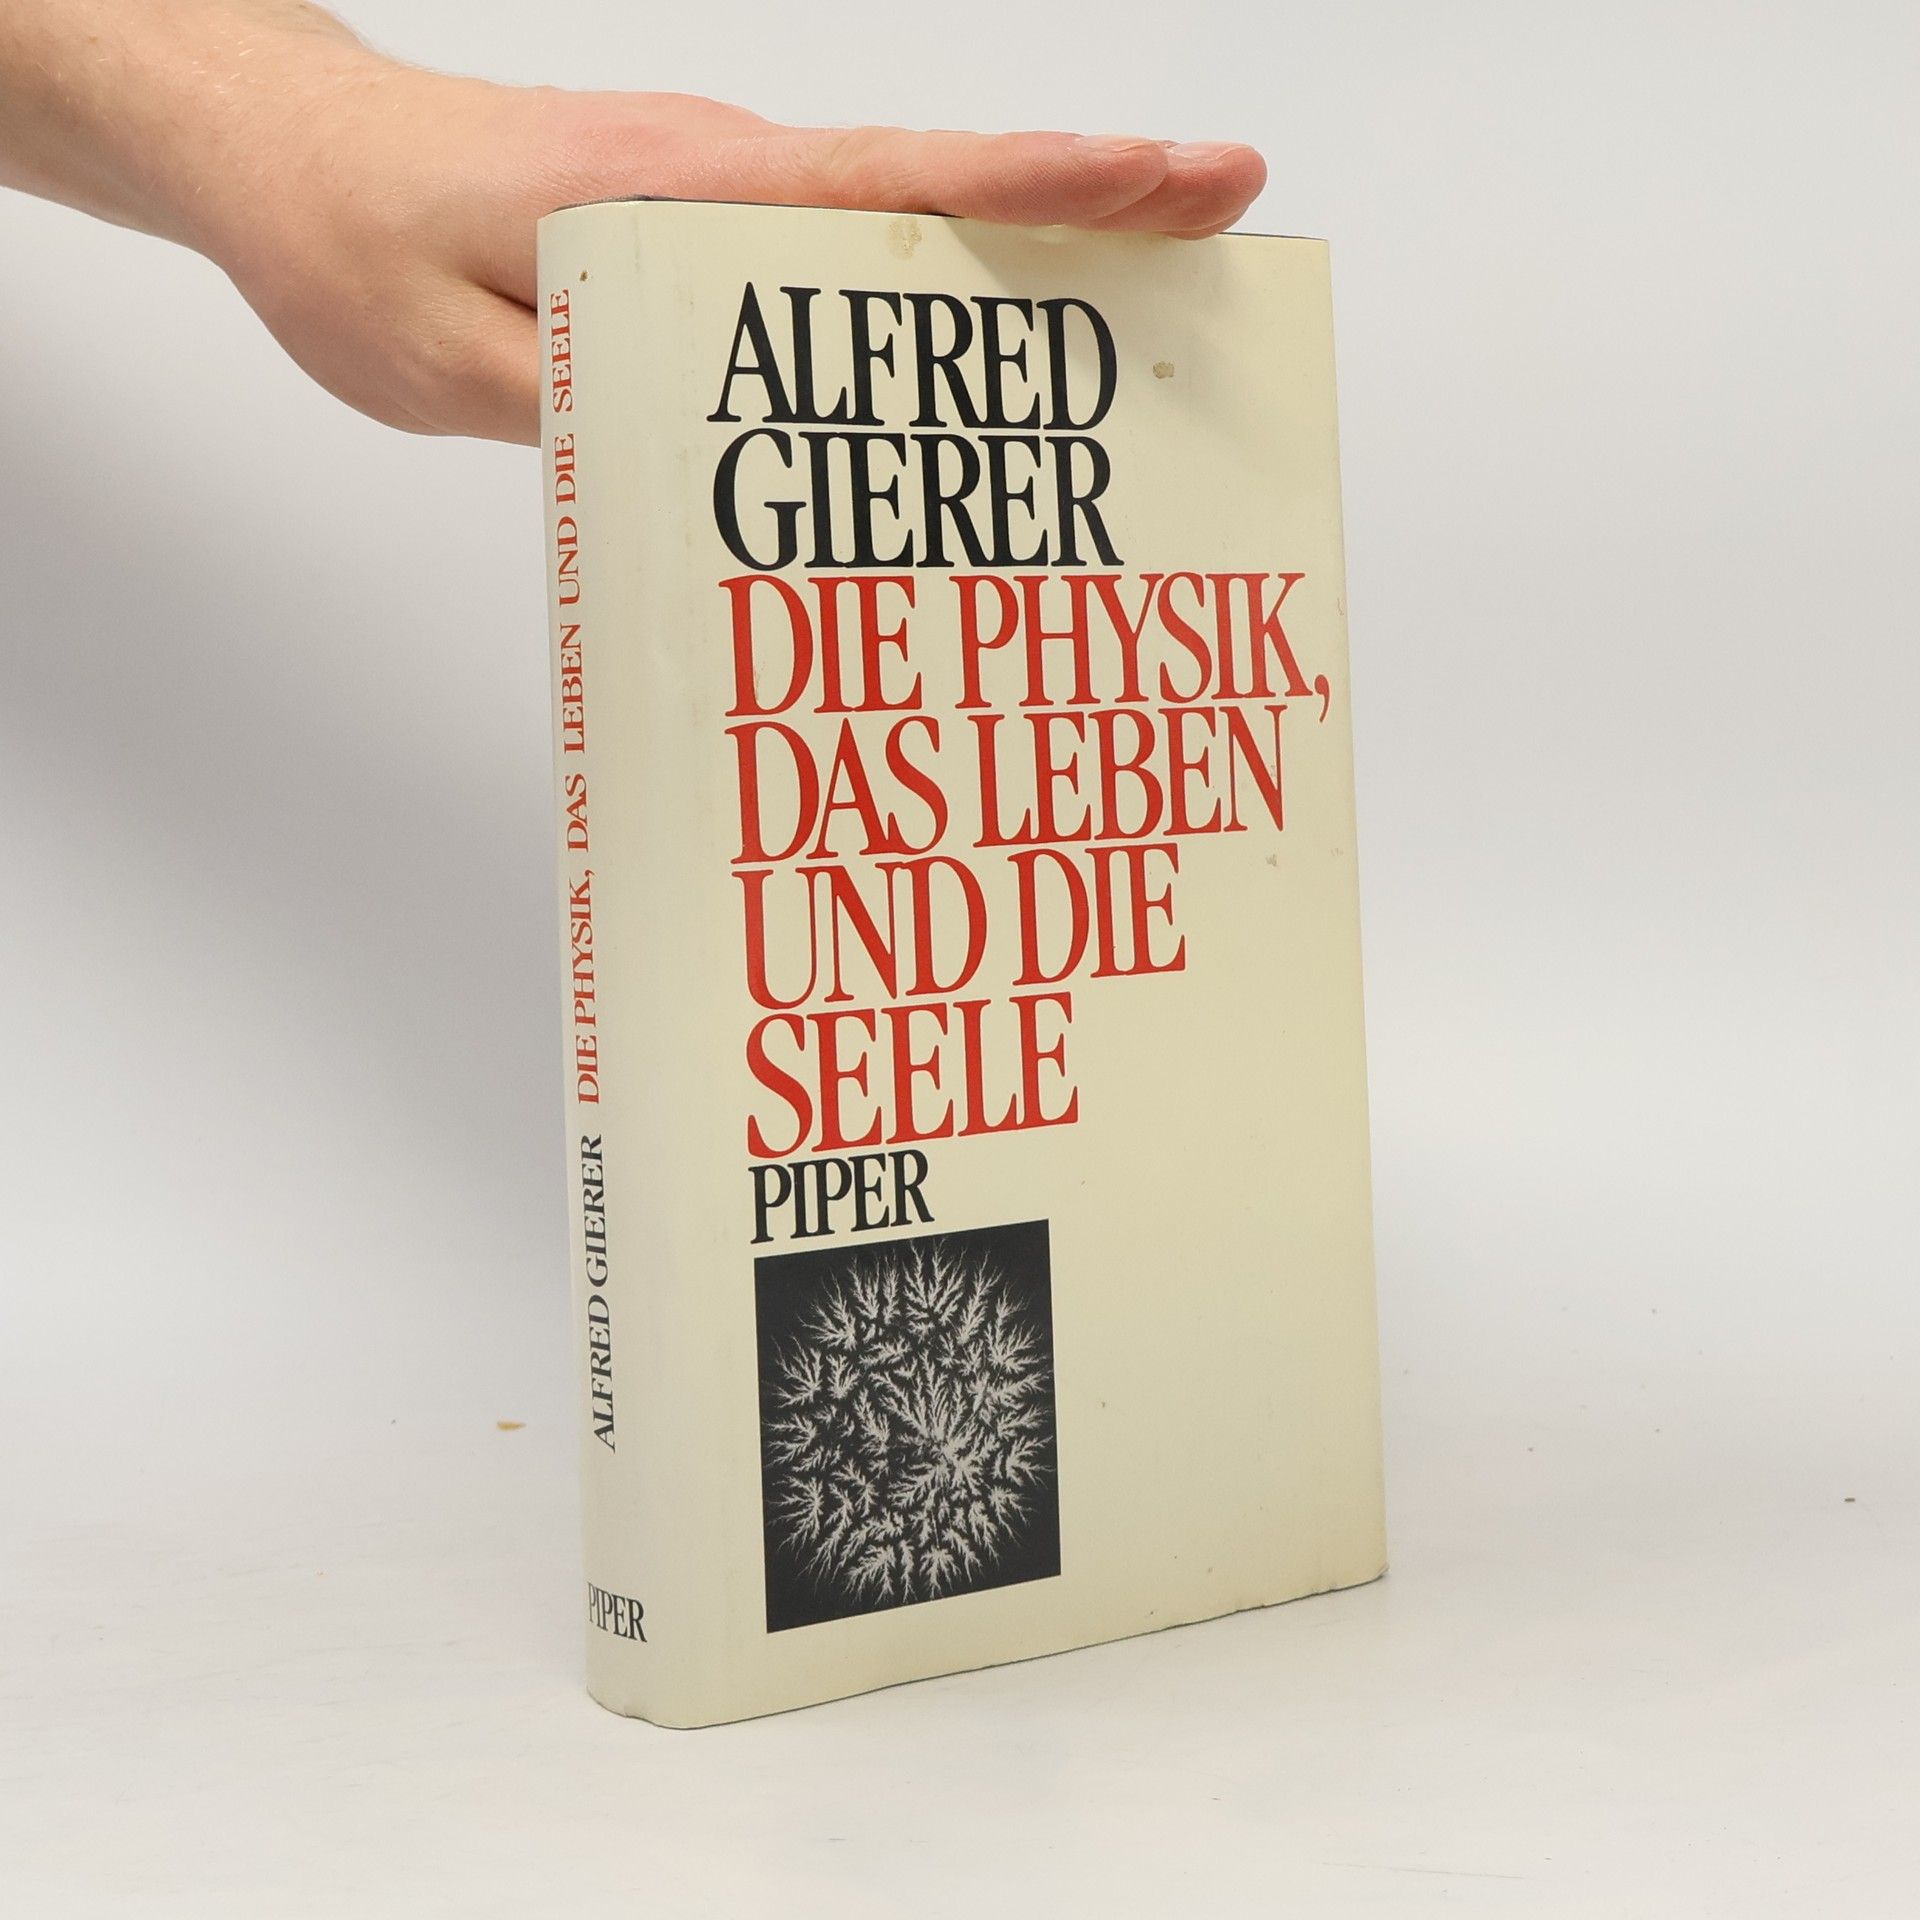 ALFRED
GIERER
DIE PHYSIK,
DAS LEBEN
UND DIE
SEELE
PIPER
ALFRED GIERER DIE PHYSIK, DAS LEBEN UND DIE SEELE
PIPER